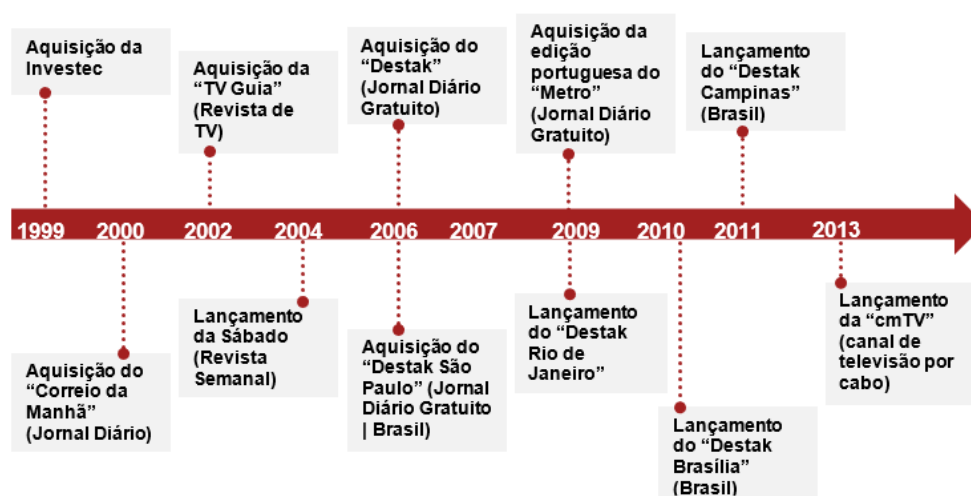 Aquisição da
Investec
Aquisição da
“TV Guia”
(Revista de
TV)
Aquisição do
“Destak”
(Jornal Diário
Gratuito)
Aquisição da
edição
portuguesa do
“Metro”
(Jornal Diário
Gratuito)
Lançamento
do “Destak
Campinas”
(Brasil)
1999 2000 2002 2004 2006 2007 2009 2010 2011 2013
Aquisição do
“Correio da
Manhã”
(Jornal Diário)
Lançamento
da Sábado
(Revista
Semanal)
Aquisição do
“Destak São
Paulo” (Jornal
Diário Gratuito
| Brasil)
Lançamento
do “Destak
Rio de
Janeiro”
Lançamento
do “Destak
Brasília”
(Brasil)
Lançamento
da “cmTV”
(canal de
televisão por
cabo)